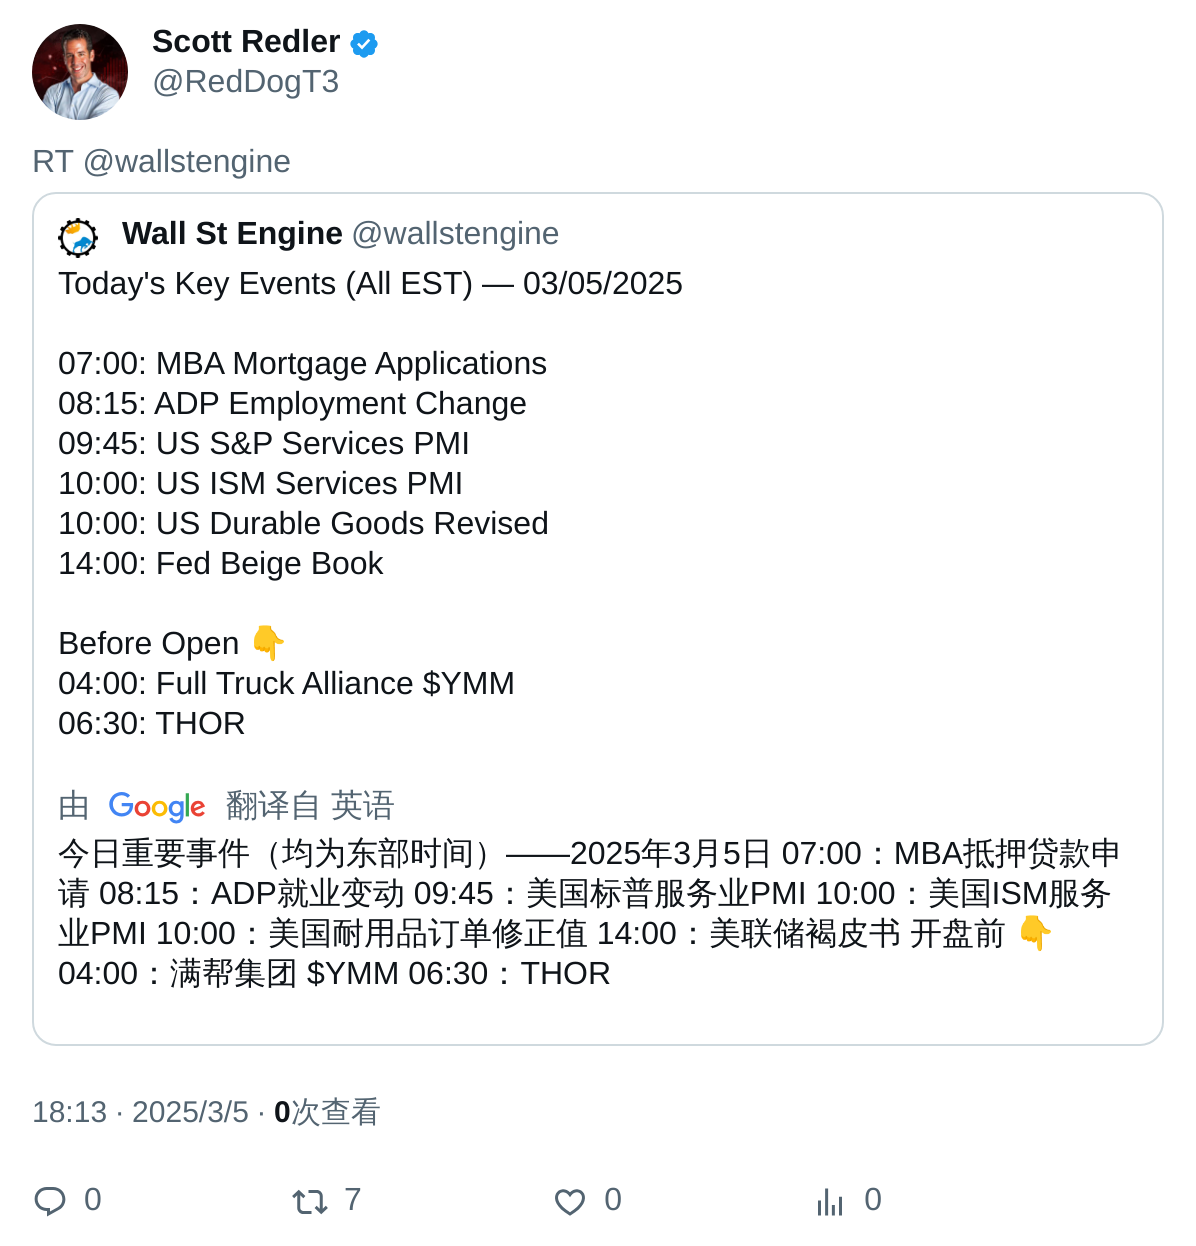 Scott Redler
@RedDogT3
RT @wallstengine
Wall St Engine @wallstengine
Today's Key Events (All EST) — 03/05/2025
07:00: MBA Mortgage Applications
08:15: ADP Employment Change
09:45: US S&P Services PMI
10:00: US ISM Services PMI
10:00: US Durable Goods Revised
14:00: Fed Beige Book
Before Open 👇
04:00: Full Truck Alliance $YMM
06:30: THOR
由 Google 翻译自 英语
今日重要事件（均为东部时间）——2025年3月5日 07:00：MBA抵押贷款申
请 08:15：ADP就业变动 09:45：美国标普服务业PMI 10:00：美国ISM服务
业PMI 10:00：美国耐用品订单修正值 14:00：美联储褐皮书 开盘前 👇
04:00：满帮集团 $YMM 06:30：THOR
18:13 · 2025/3/5 · 0次查看
0 7 0 0